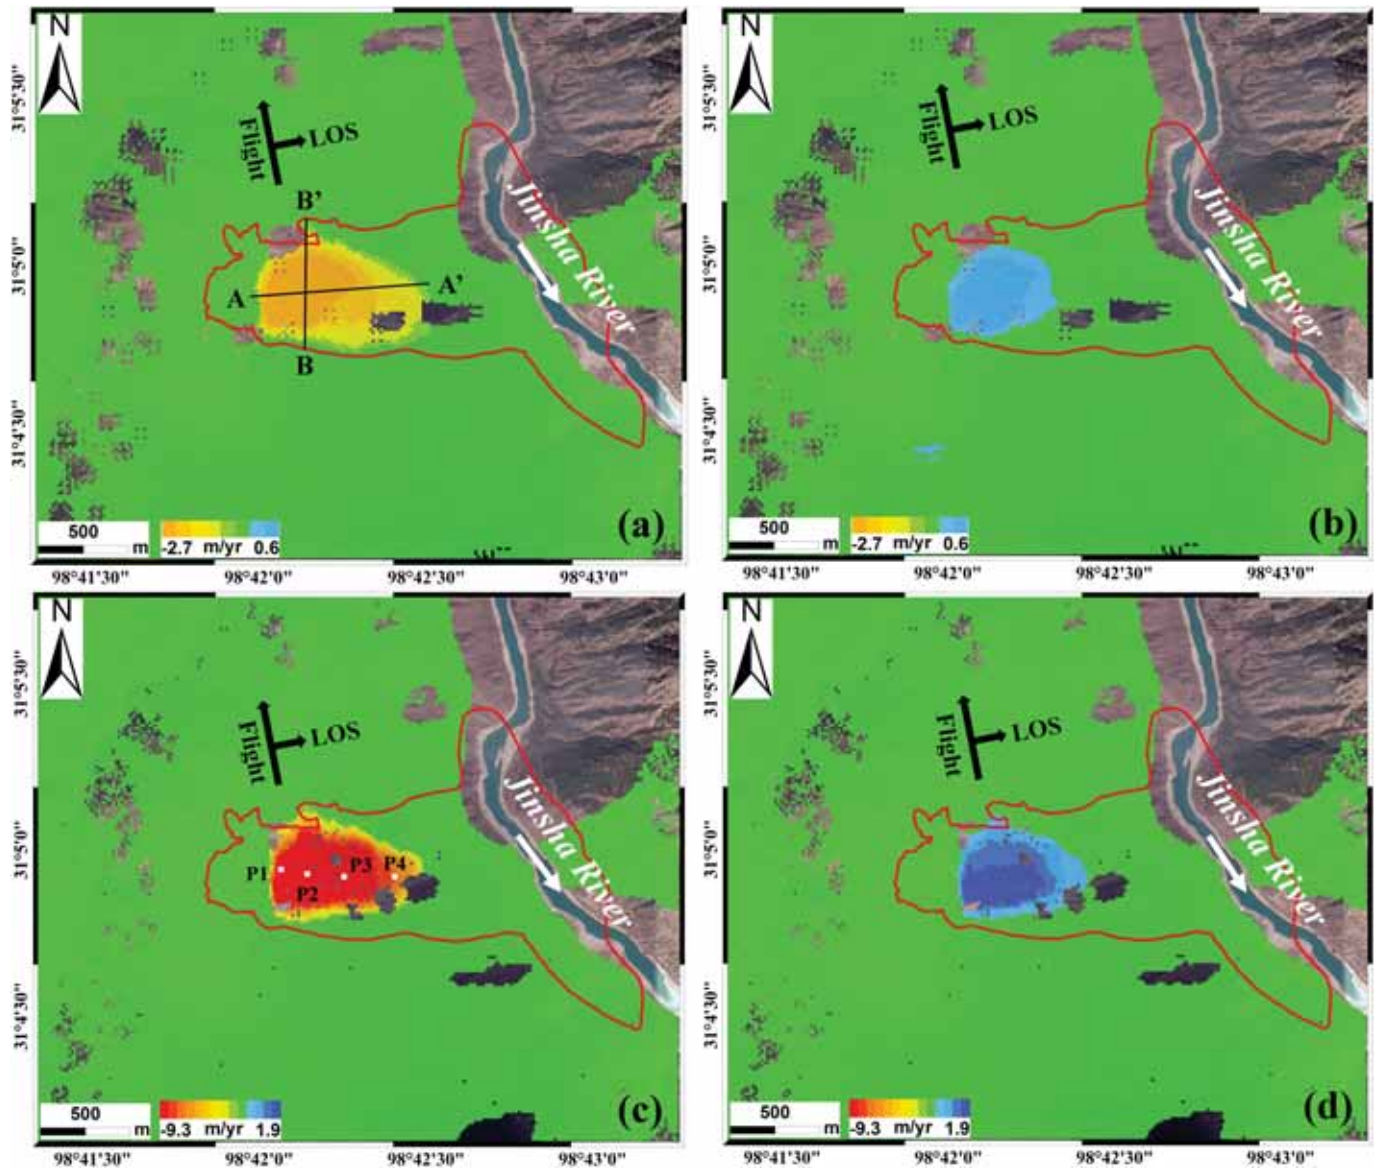 N
Flight
LOS
B'
A
A'
B
Jinsha River
500
m
-2.7 m/yr 0.6
(a)
31°5'30"
31°5'0"
31°4'30"
98°41'30" 98°42'0" 98°42'30" 98°43'0"
N
Flight
LOS
Jinsha River
500
m
-2.7 m/yr 0.6
(b)
31°5'30"
31°5'0"
31°4'30"
98°41'30" 98°42'0" 98°42'30" 98°43'0"
N
Flight
LOS
P1
P2
P3
P4
Jinsha River
500
m
-9.3 m/yr 1.9
(c)
31°5'30"
31°5'0"
31°4'30"
98°41'30" 98°42'0" 98°42'30" 98°43'0"
N
Flight
LOS
Jinsha River
500
m
-9.3 m/yr 1.9
(d)
31°5'30"
31°5'0"
31°4'30"
98°41'30" 98°42'0" 98°42'30" 98°43'0"